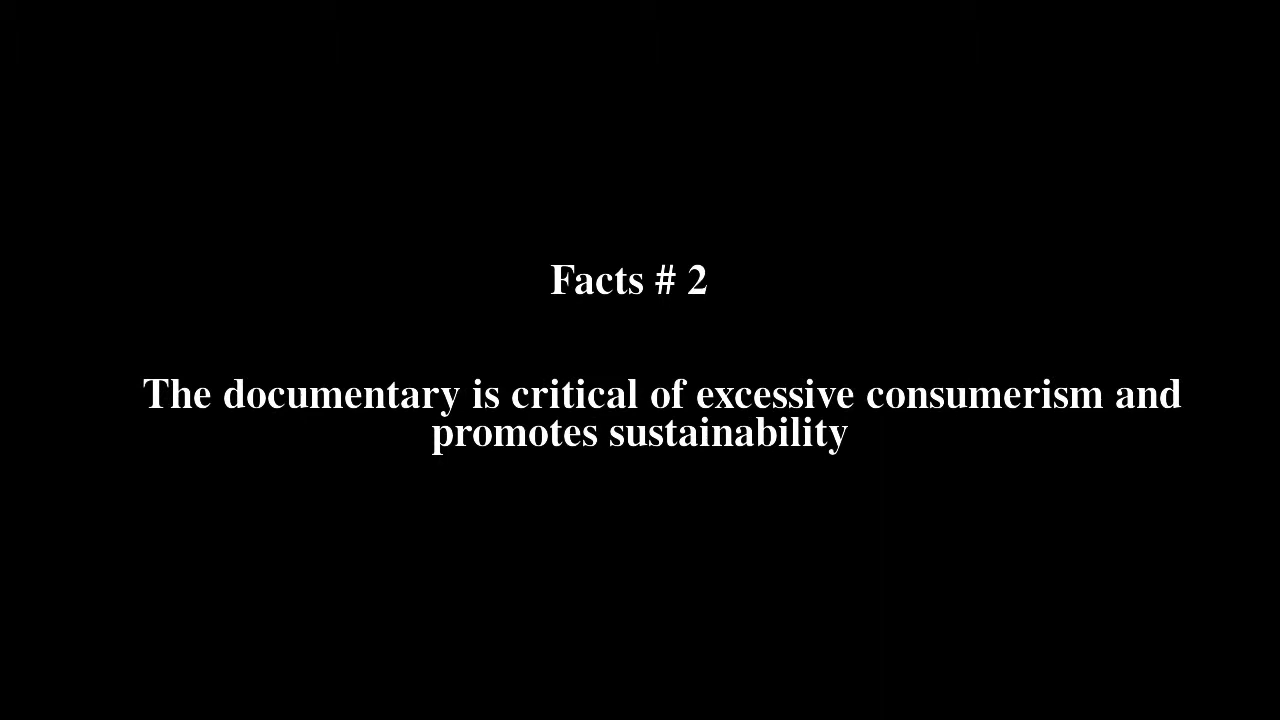 Facts # 2
The documentary is critical of excessive consumerism and
promotes sustainability